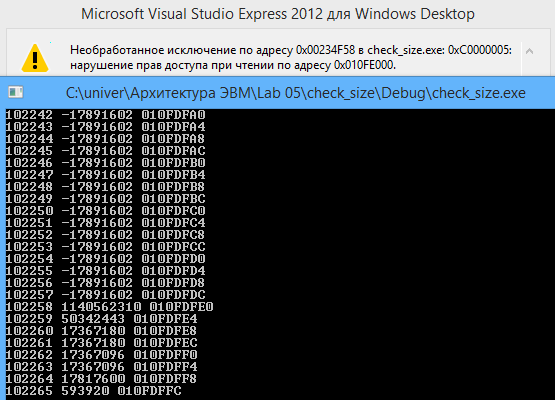 Microsoft Visual Studio Express 2012 для Windows Desktop
Необработанное исключение по адресу 0x00234F58 в check_size.exe: 0xC0000005:
нарушение прав доступа при чтении по адресу 0x010FE000.
C:\univer\Архитектура ЭВМ\Lab 05\check_size\Debug\check_size.exe
102242 -17891602 010FDFA0
102243 -17891602 010FDFA4
102244 -17891602 010FDFA8
102245 -17891602 010FDFAC
102246 -17891602 010FDFB0
102247 -17891602 010FDFB4
102248 -17891602 010FDFB8
102249 -17891602 010FDFBC
102250 -17891602 010FDFC0
102251 -17891602 010FDFC4
102252 -17891602 010FDFC8
102253 -17891602 010FDFCC
102254 -17891602 010FDFD0
102255 -17891602 010FDFD4
102256 -17891602 010FDFD8
102257 -17891602 010FDFDC
102258 1140562310 010FDFE0
102259 50342443 010FDFE4
102260 17367180 010FDFE8
102261 17367180 010FDFEC
102262 17367096 010FDFF0
102263 17367096 010FDFF4
102264 17817600 010FDFF8
102265 593920 010FDFFC